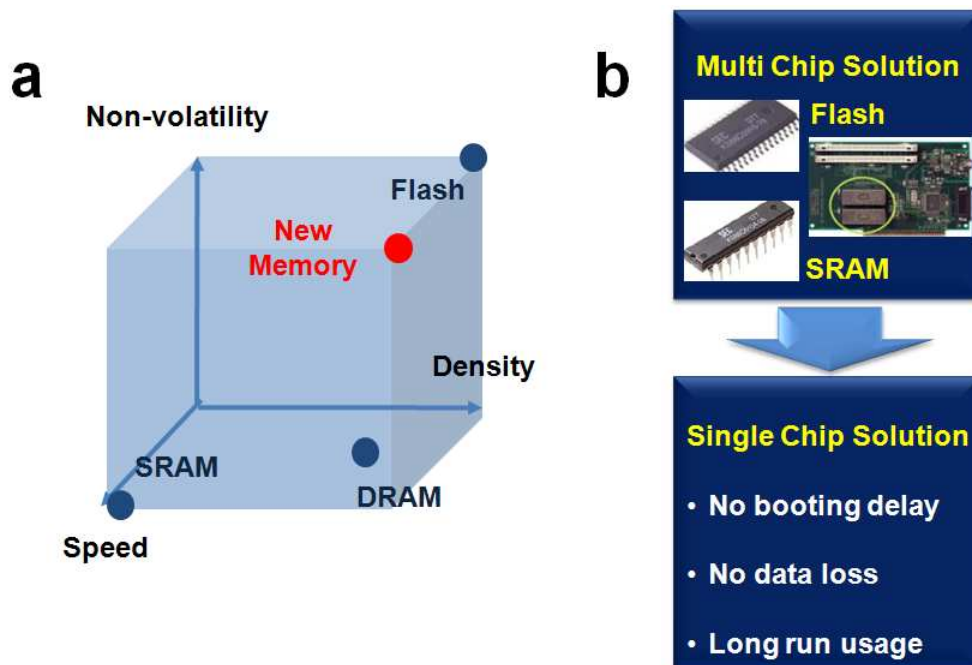 a
Non-volatility
Flash
New
Memory
Density
SRAM
DRAM
Speed
b
Multi Chip Solution
Flash
SRAM
Single Chip Solution
• No booting delay
• No data loss
• Long run usage